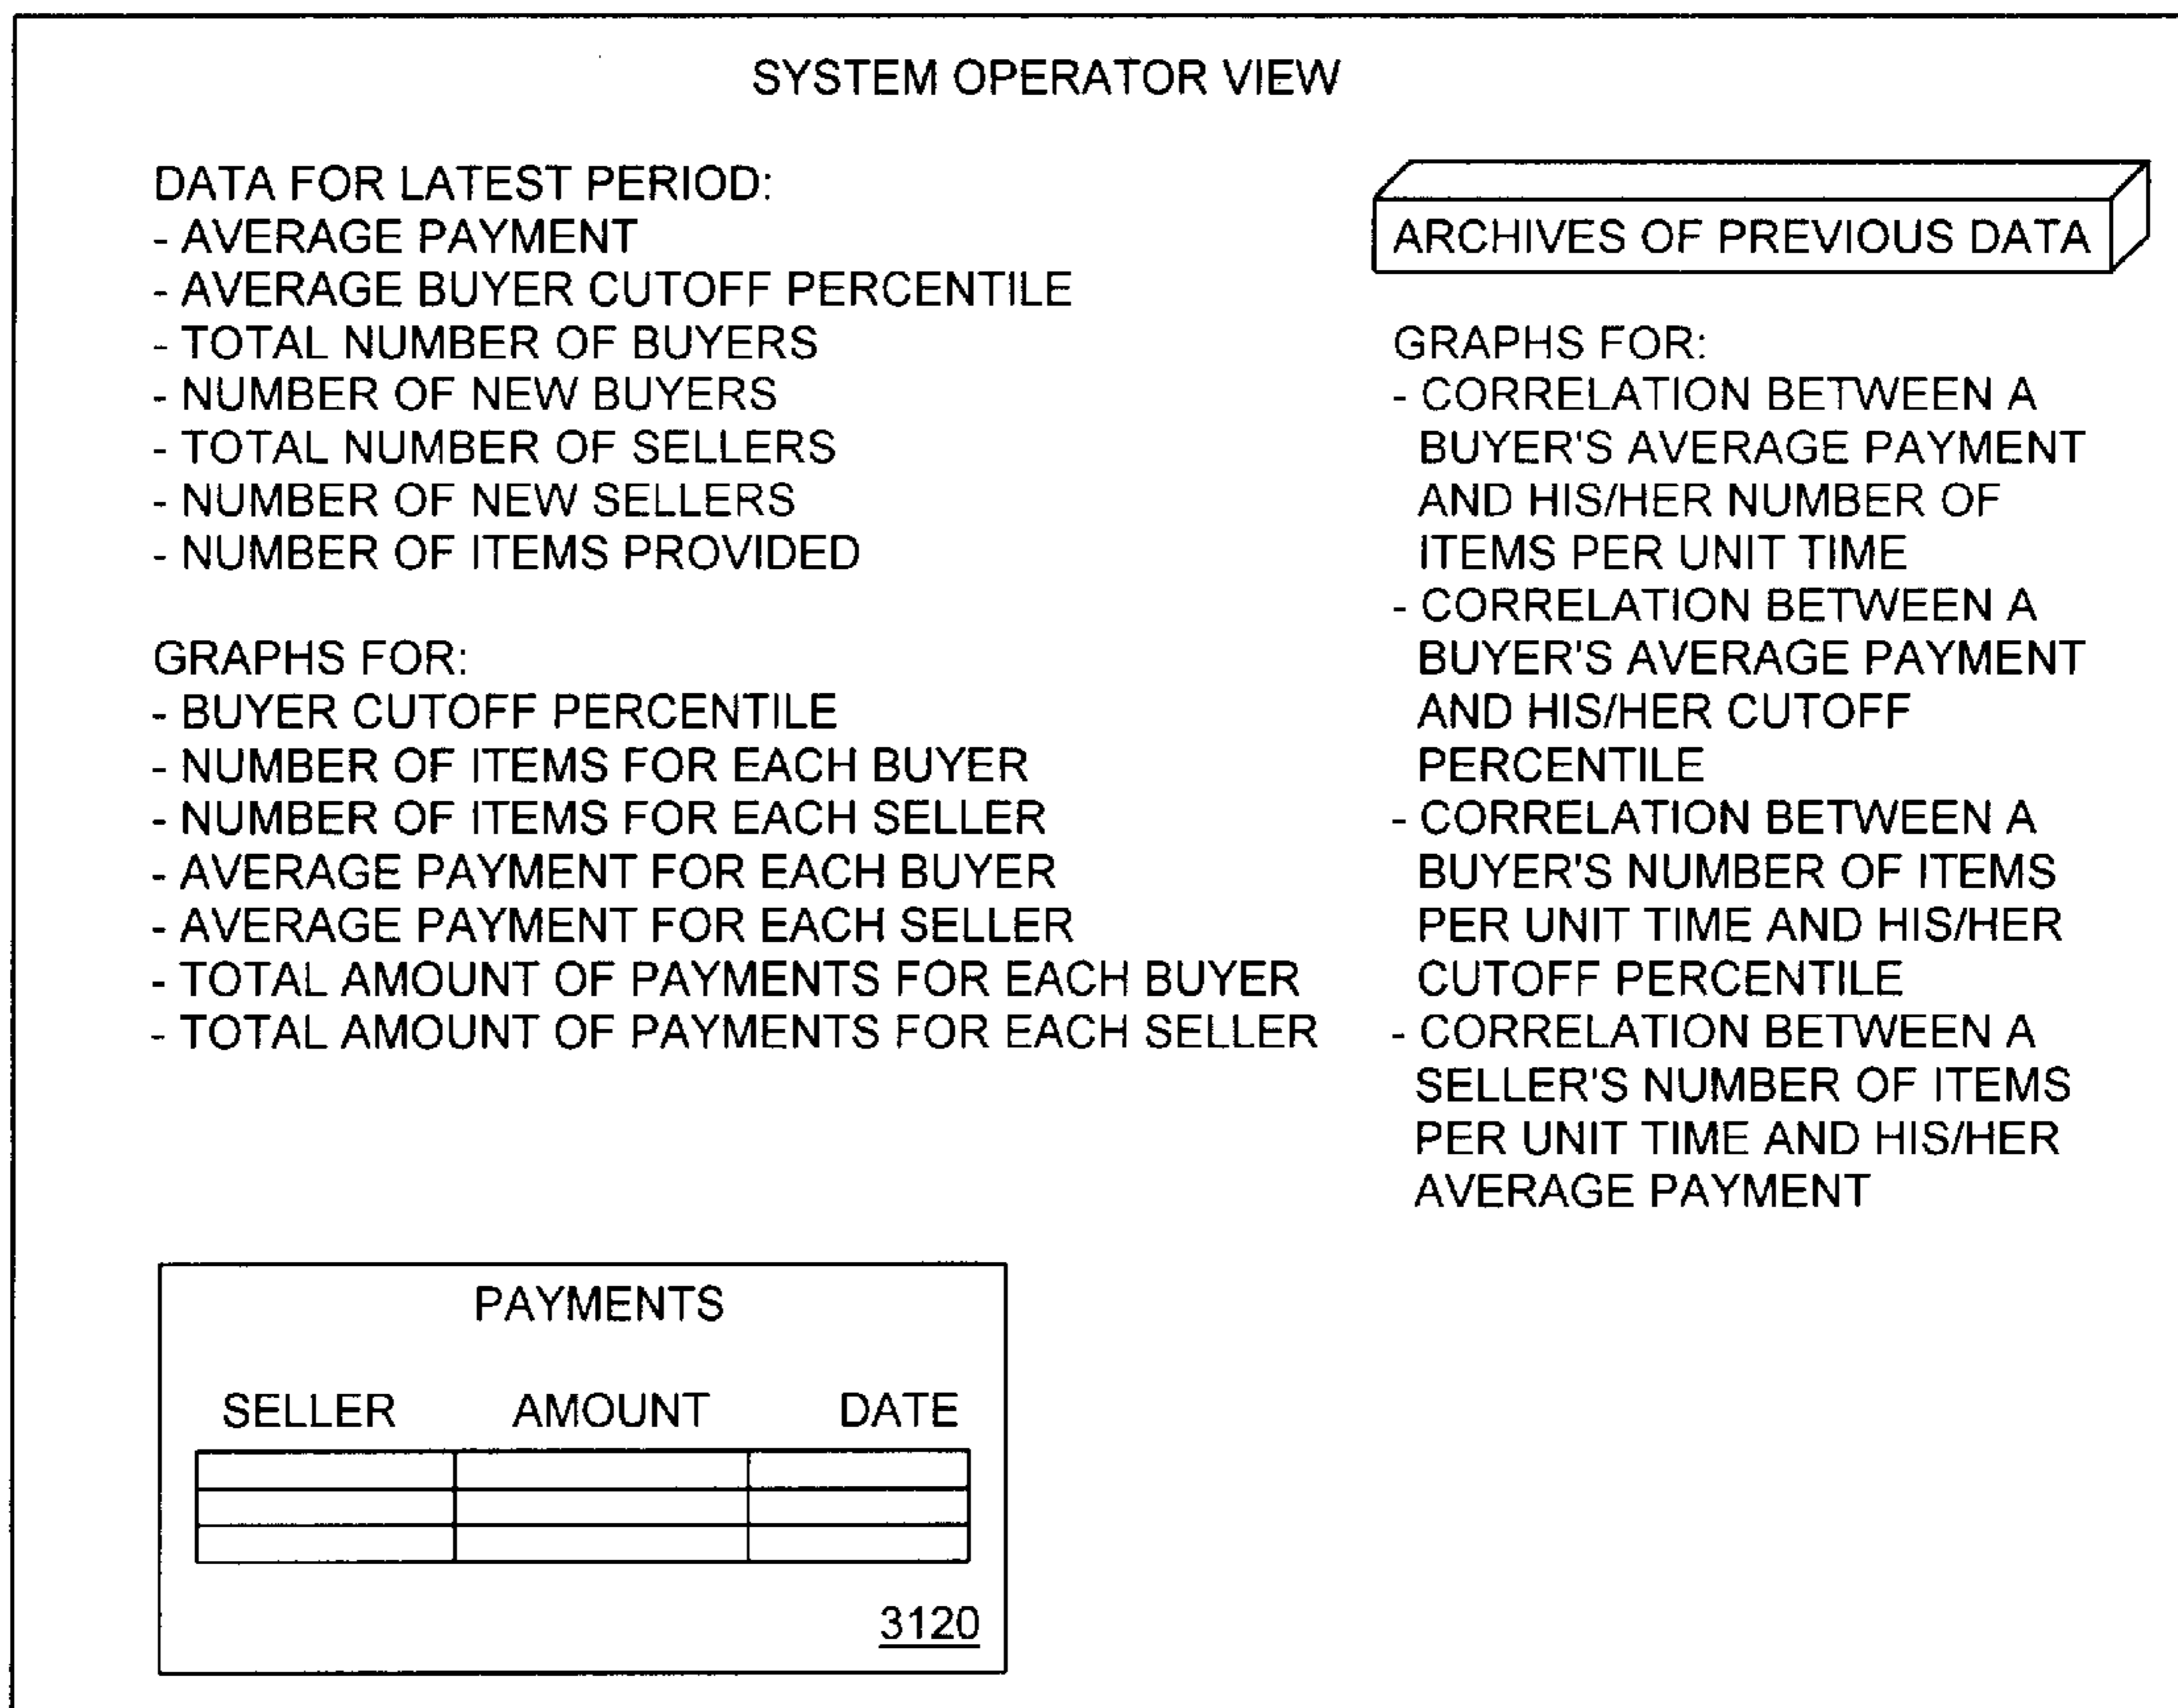 SYSTEM OPERATOR VIEW
DATA FOR LATEST PERIOD:
- AVERAGE PAYMENT
- AVERAGE BUYER CUTOFF PERCENTILE
- TOTAL NUMBER OF BUYERS
- NUMBER OF NEW BUYERS
- TOTAL NUMBER OF SELLERS
- NUMBER OF NEW SELLERS
- NUMBER OF ITEMS PROVIDED
GRAPHS FOR:
- BUYER CUTOFF PERCENTILE
- NUMBER OF ITEMS FOR EACH BUYER
- NUMBER OF ITEMS FOR EACH SELLER
- AVERAGE PAYMENT FOR EACH BUYER
- AVERAGE PAYMENT FOR EACH SELLER
- TOTAL AMOUNT OF PAYMENTS FOR EACH BUYER
- TOTAL AMOUNT OF PAYMENTS FOR EACH SELLER
ARCHIVES OF PREVIOUS DATA
GRAPHS FOR:
- CORRELATION BETWEEN A
BUYER'S AVERAGE PAYMENT
AND HIS/HER NUMBER OF
ITEMS PER UNIT TIME
- CORRELATION BETWEEN A
BUYER'S AVERAGE PAYMENT
AND HIS/HER CUTOFF
PERCENTILE
- CORRELATION BETWEEN A
BUYER'S NUMBER OF ITEMS
PER UNIT TIME AND HIS/HER
CUTOFF PERCENTILE
- CORRELATION BETWEEN A
SELLER'S NUMBER OF ITEMS
PER UNIT TIME AND HIS/HER
AVERAGE PAYMENT
PAYMENTS
SELLER AMOUNT DATE
3120